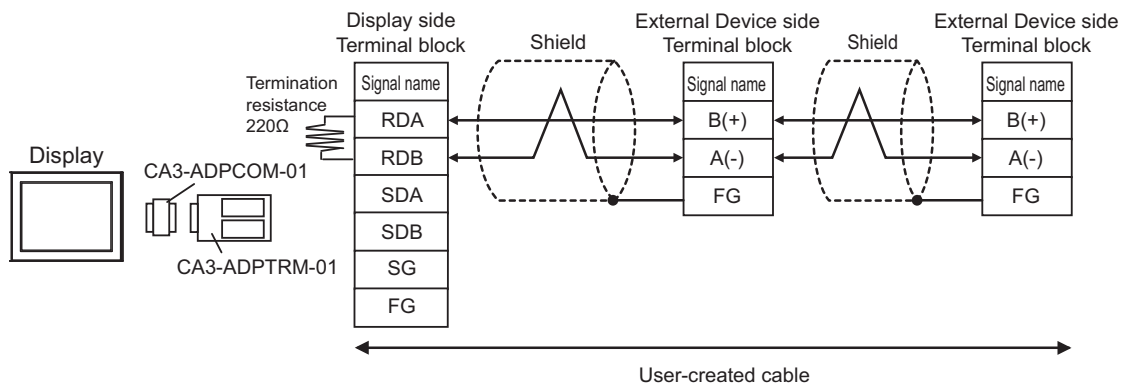 Display side
Terminal block
External Device side
Terminal block
External Device side
Terminal block
Shield
Shield
Termination
resistance
220Ω
Signal name
RDA
RDB
SDA
SDB
SG
FG
Signal name
B(+)
A(-)
FG
Signal name
B(+)
A(-)
FG
Display
CA3-ADPCOM-01
CA3-ADPTRM-01
User-created cable